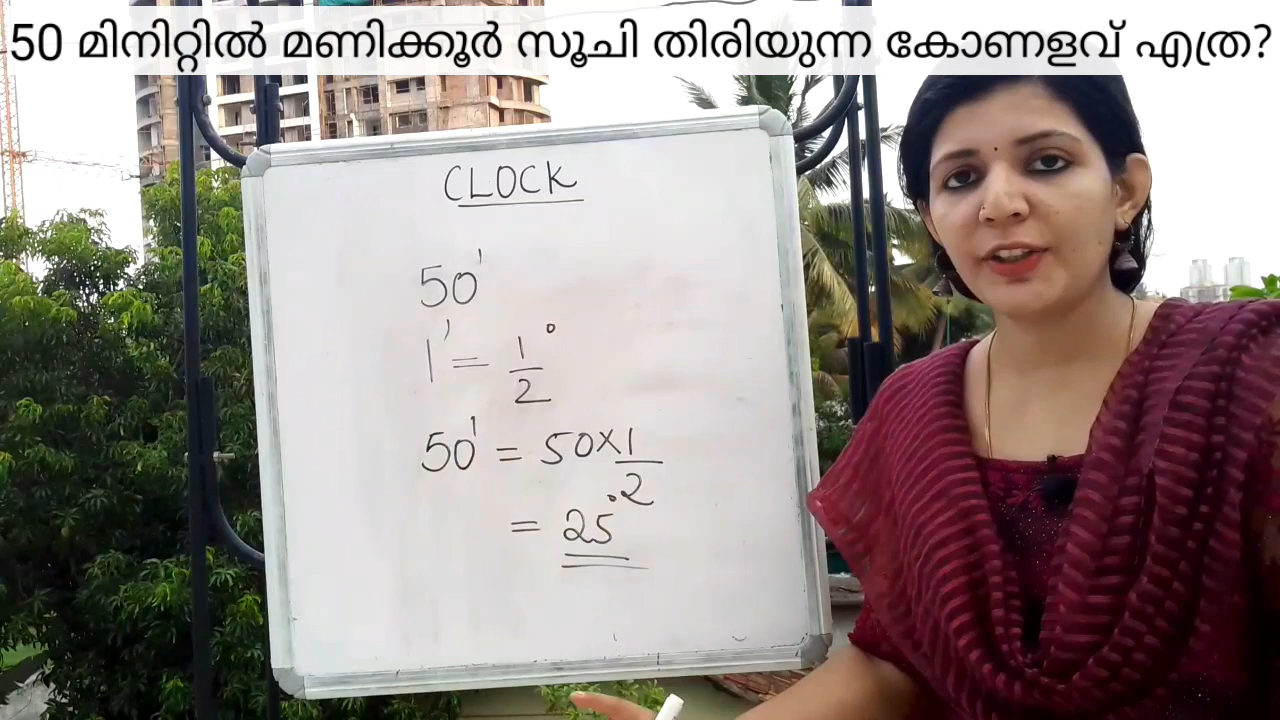 50 മിനിറ്റിൽ മണിക്കൂർ സൂചി തിരിയുന്ന കോണളവ് എത്ര?
CLOCK
50'
1' = 1/2°
50' = 50×1/2
= 25°